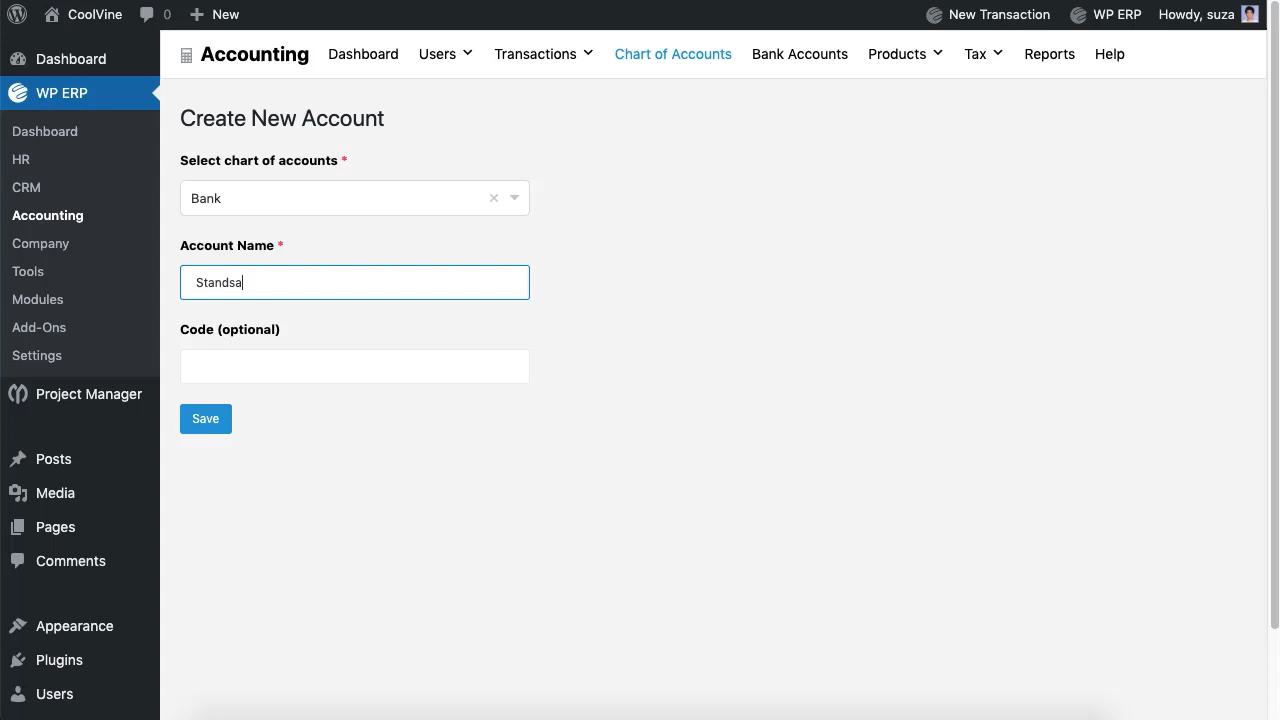 CoolVine 0 New New Transaction WP ERP Howdy, suza
Dashboard
WP ERP
Dashboard
HR
CRM
Accounting
Company
Tools
Modules
Add-Ons
Settings
Project Manager
Posts
Media
Pages
Comments
Appearance
Plugins
Users
Accounting Dashboard Users Transactions Chart of Accounts Bank Accounts Products Tax Reports Help
Create New Account
Select chart of accounts *
Bank
Account Name *
Standsa
Code (optional)
Save